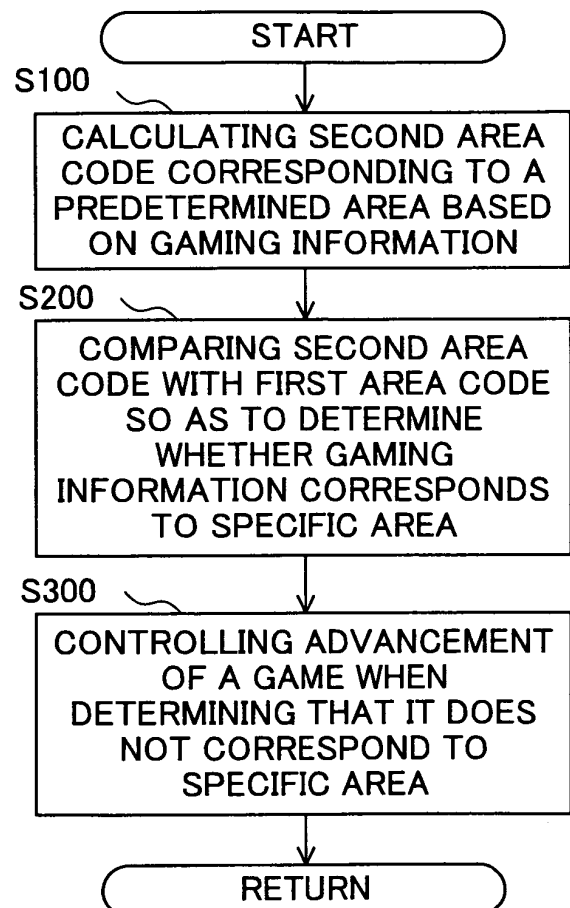 START
S100
CALCULATING SECOND AREA
CODE CORRESPONDING TO A
PREDETERMINED AREA BASED
ON GAMING INFORMATION
S200
COMPARING SECOND AREA
CODE WITH FIRST AREA CODE
SO AS TO DETERMINE
WHETHER GAMING
INFORMATION CORRESPONDS
TO SPECIFIC AREA
S300
CONTROLLING ADVANCEMENT
OF A GAME WHEN
DETERMINING THAT IT DOES
NOT CORRESPOND TO
SPECIFIC AREA
RETURN